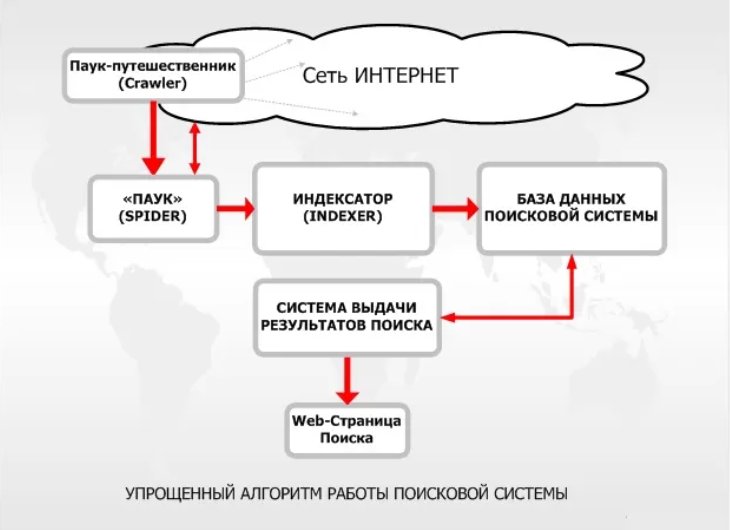 Паук-путешественник
(Crawler)
Сеть ИНТЕРНЕТ
«ПАУК»
(SPIDER)
ИНДЕКСАТОР
(INDEXER)
БАЗА ДАННЫХ
ПОИСКОВОЙ СИСТЕМЫ
СИСТЕМА ВЫДАЧИ
РЕЗУЛЬТАТОВ ПОИСКА
Web-Страница
Поиска
УПРОЩЕННЫЙ АЛГОРИТМ РАБОТЫ ПОИСКОВОЙ СИСТЕМЫ